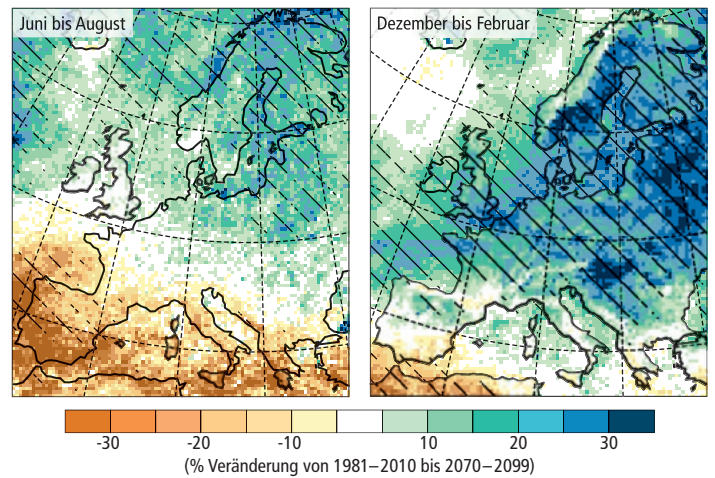 Juni bis August
Dezember bis Februar
-30 -20 -10 10 20 30
(% Veränderung von 1981–2010 bis 2070–2099)